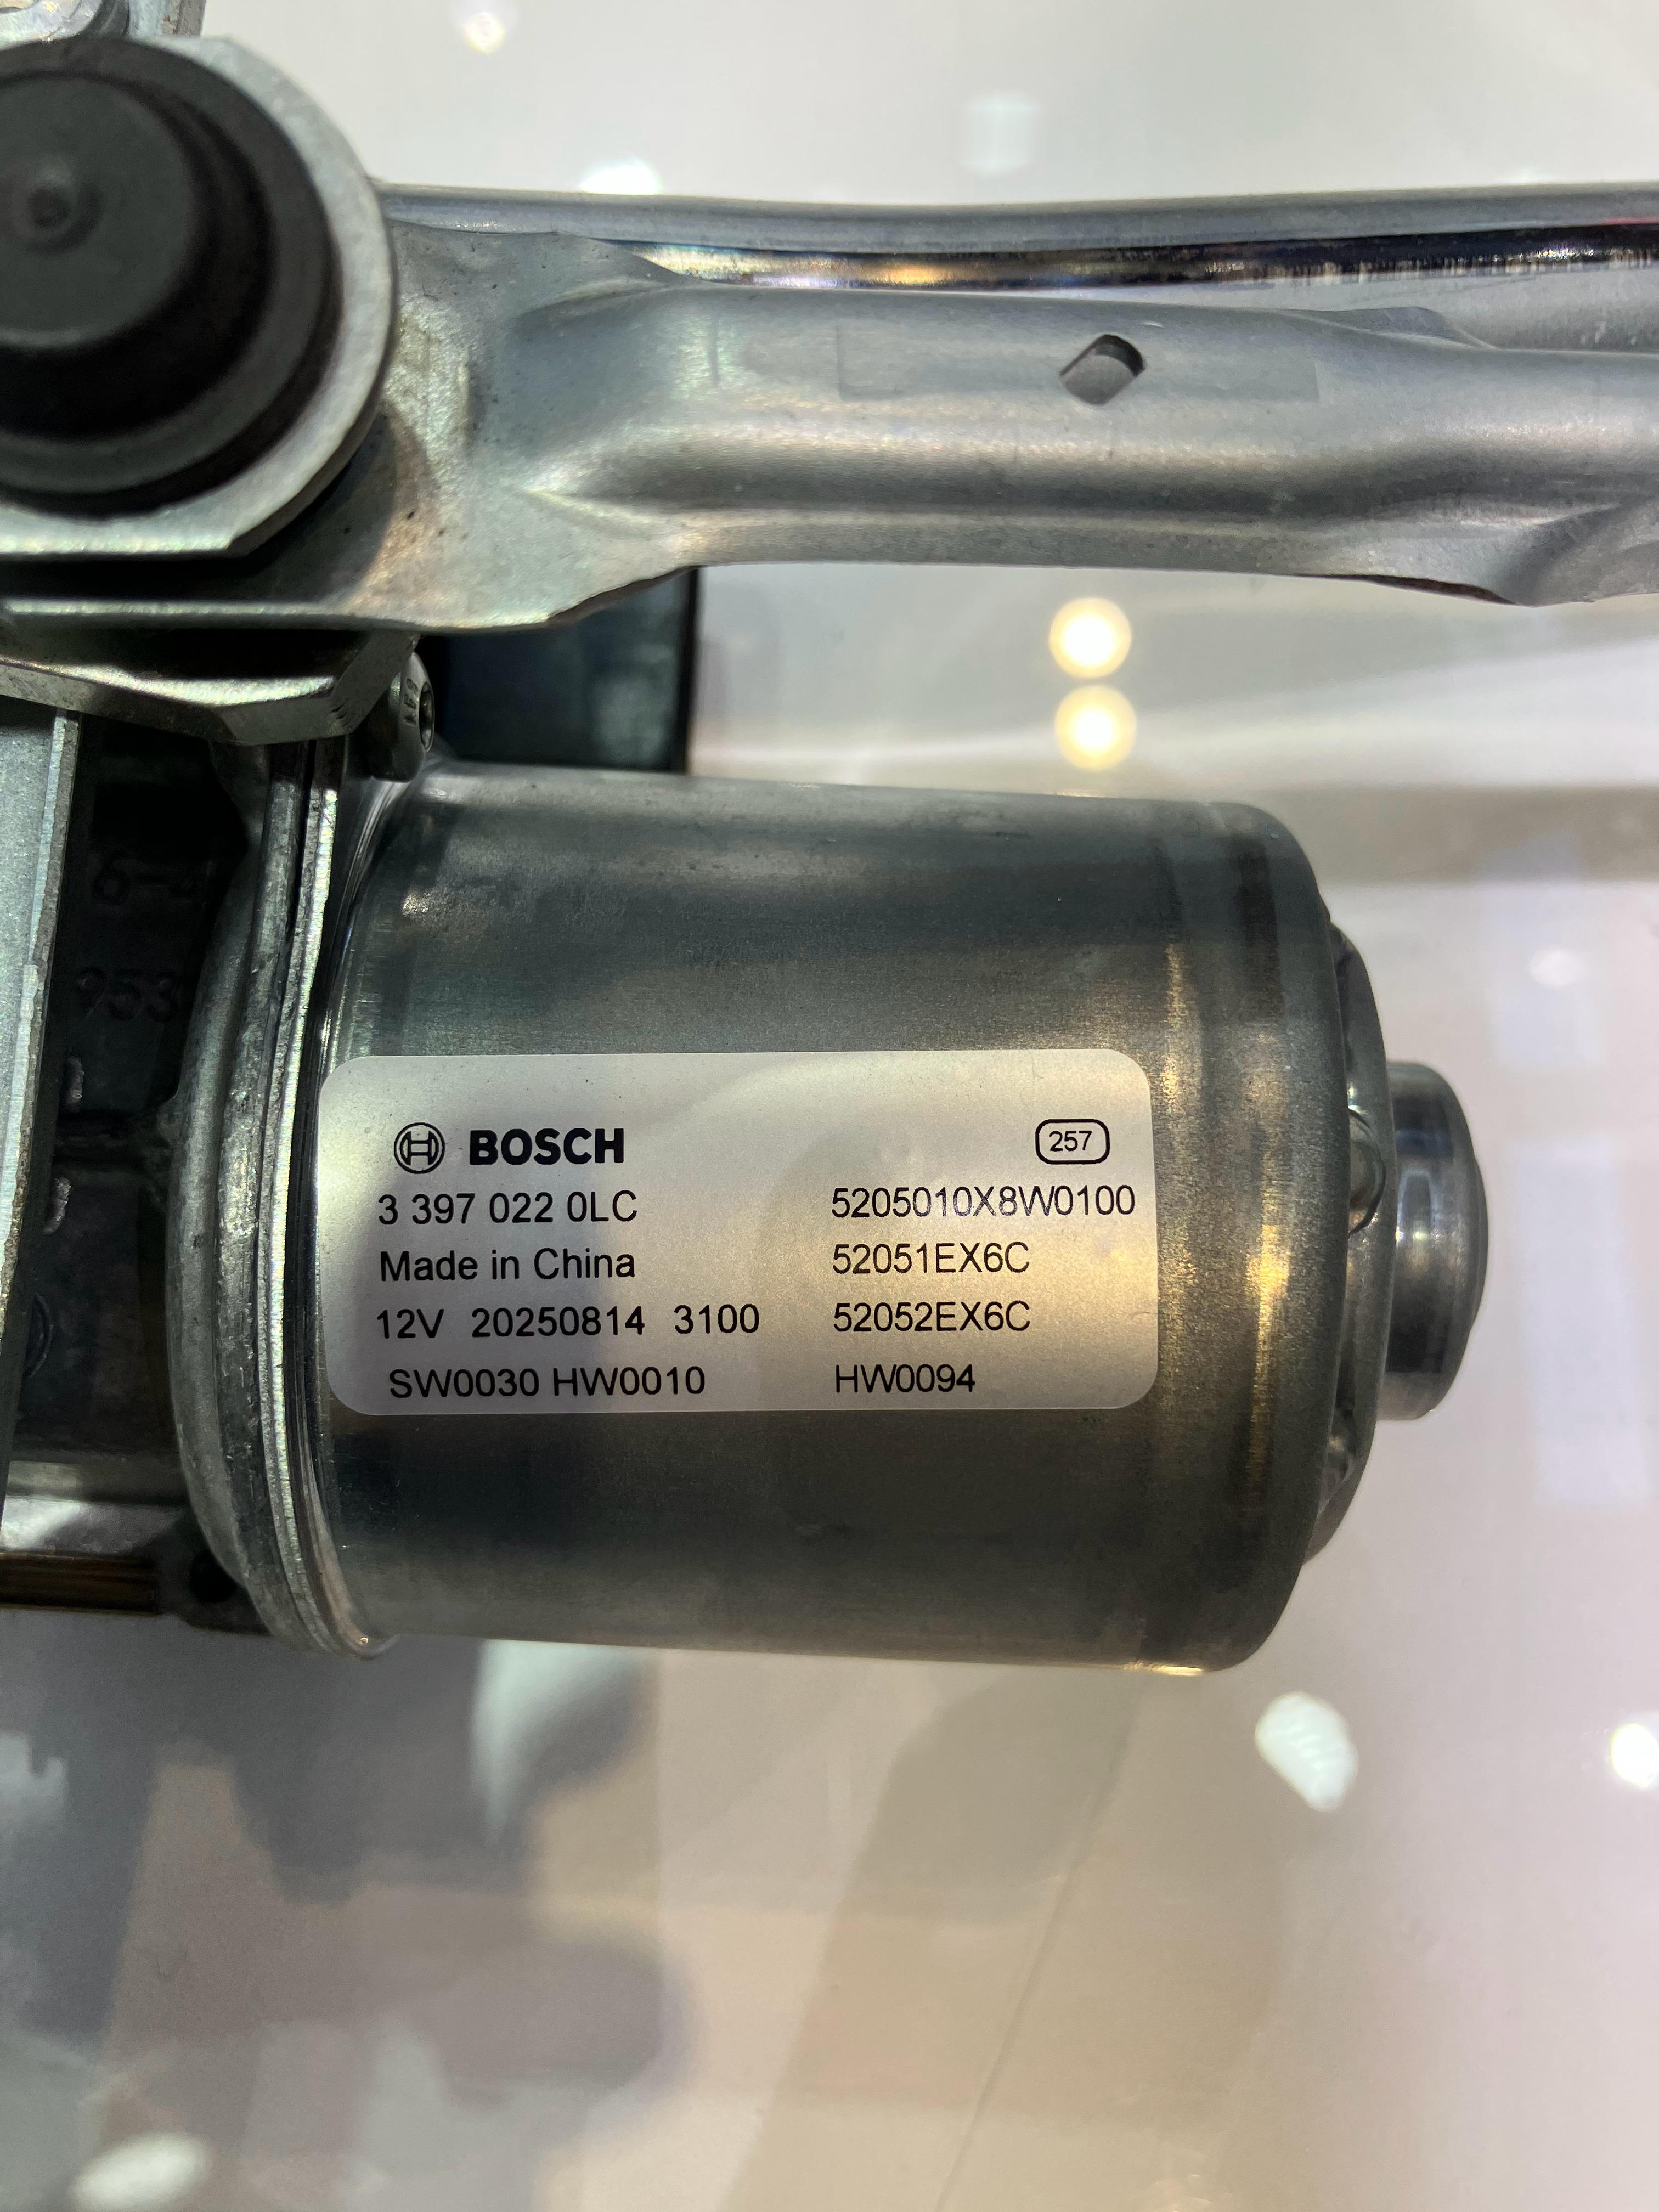 BOSCH 257
3 397 022 0LC 5205010X8W0100
Made in China 52051EX6C
12V 20250814 3100 52052EX6C
SW0030 HW0010 HW0094